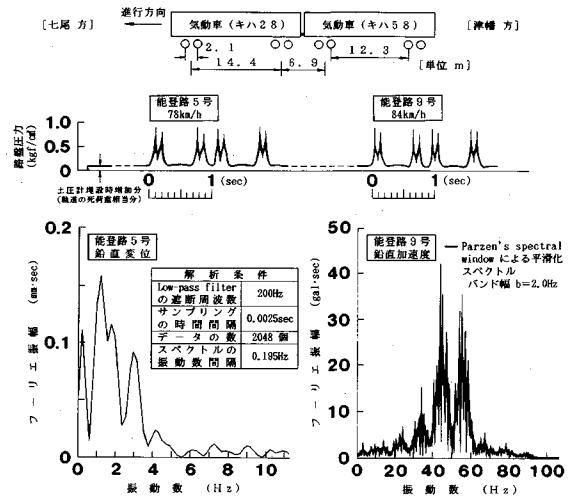 [七尾 方] 進行方向 気動車(キハ28) 気動車(キハ58) [津幡 方]
2.1 12.3
14.4 6.9 [単位 m]
能登路5号
78km/h
能登路9号
84km/h
路盤圧力
(kgf/cm²)
1.0
0.5
0
土圧計埋設時増加分
(軌道の死荷重相当分)
0 1 (sec)
0 1 (sec)
フーリエ振幅 (mm·sec)
0.2
0.1
0
能登路5号
鉛直変位
解析条件
Low-pass filter
の遮断周波数
200Hz
サンプリング
の時間間隔
0.0025sec
データの数 2048個
スペクトルの
振動数間隔
0.195Hz
0 2 4 6 8 10
振動数 (Hz)
フーリエ振幅 (gal·sec)
50
40
30
20
10
0
能登路9号
鉛直加速度
Parzen's spectral
window による平滑化
スペクトル
バンド幅 b=2.0Hz
0 20 40 60 80 100
振動数 (Hz)